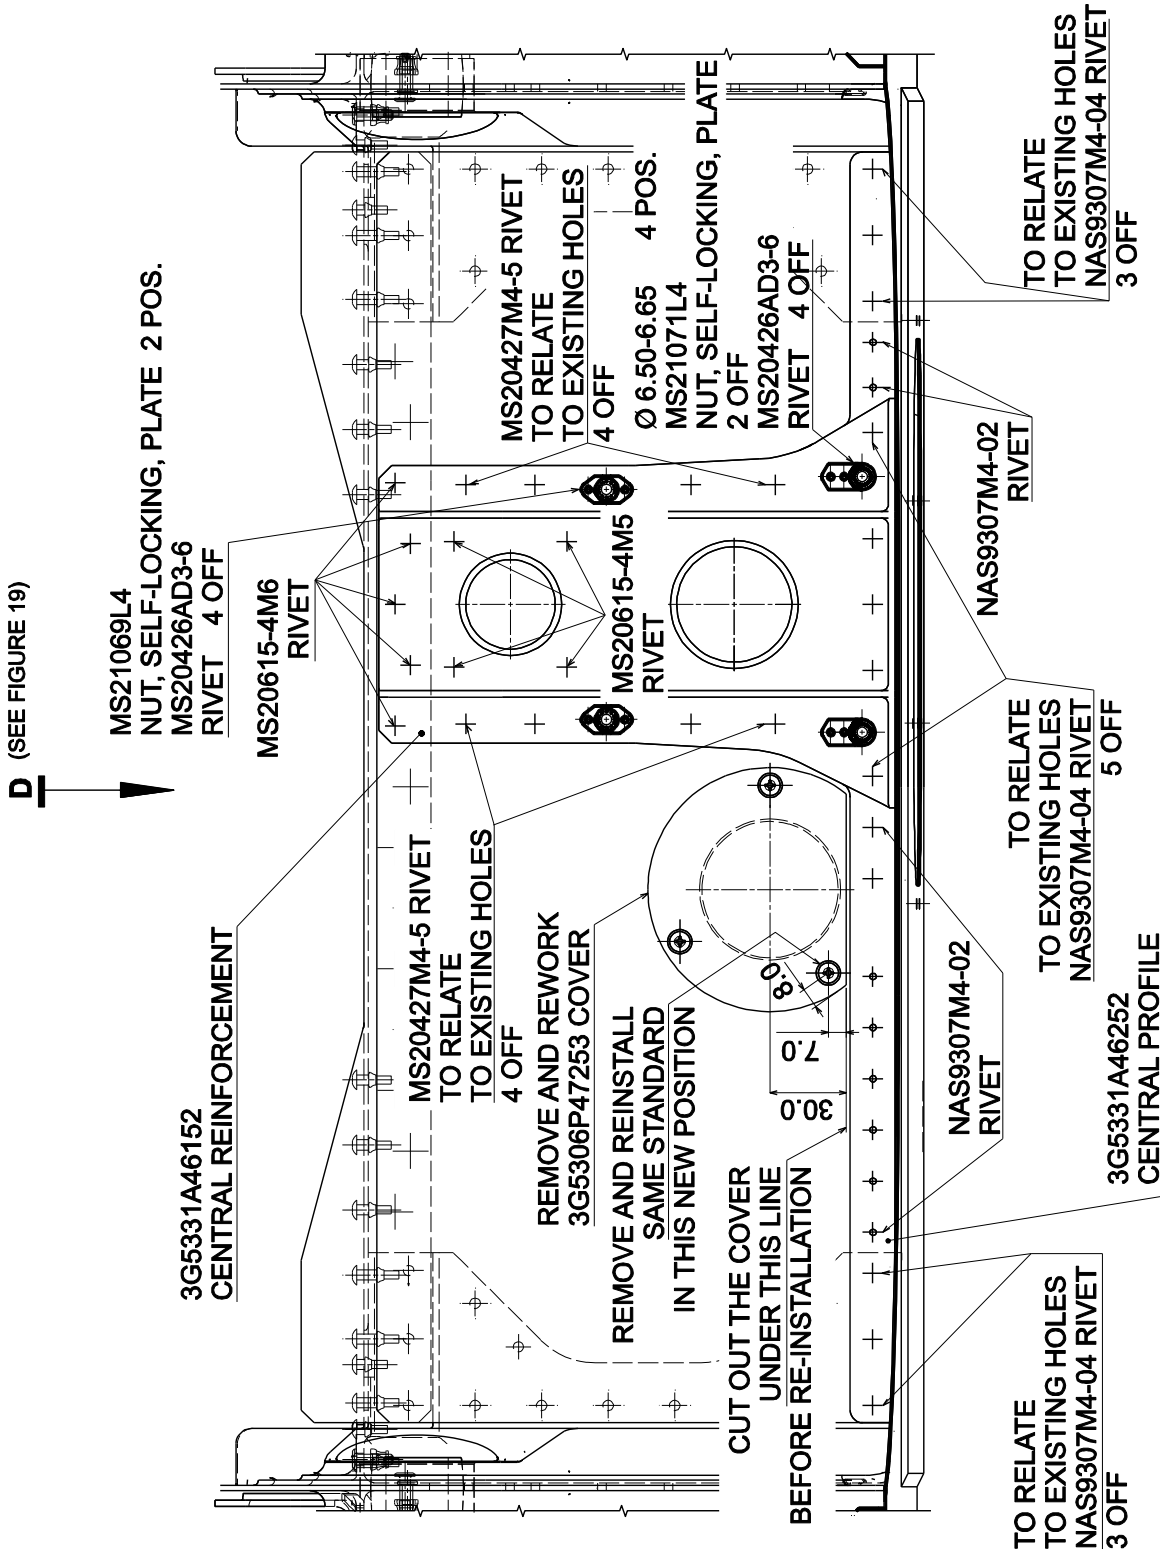 D (SEE FIGURE 19)
MS21069L4
NUT, SELF-LOCKING, PLATE 2 POS.
MS20426AD3-6
RIVET 4 OFF
MS20615-4M6
RIVET
3G5331A46152
CENTRAL REINFORCEMENT
MS20427M4-5 RIVET
TO RELATE
TO EXISTING HOLES
4 OFF
MS20427M4-5 RIVET
TO RELATE
TO EXISTING HOLES
4 OFF
Ø 6.50-6.65 4 POS.
MS21071L4
NUT, SELF-LOCKING, PLATE
2 OFF
MS20426AD3-6
RIVET 4 OFF
MS20615-4M5
RIVET
REMOVE AND REWORK
3G5306P47253 COVER
REMOVE AND REINSTALL
SAME STANDARD
IN THIS NEW POSITION
8.0
7.0
30.0
CUT OUT THE COVER
UNDER THIS LINE
BEFORE RE-INSTALLATION
NAS9307M4-02
RIVET
NAS9307M4-02
RIVET
TO RELATE
TO EXISTING HOLES
NAS9307M4-04 RIVET
3 OFF
TO RELATE
TO EXISTING HOLES
NAS9307M4-04 RIVET
5 OFF
3G5331A46252
CENTRAL PROFILE
TO RELATE
TO EXISTING HOLES
NAS9307M4-04 RIVET
3 OFF